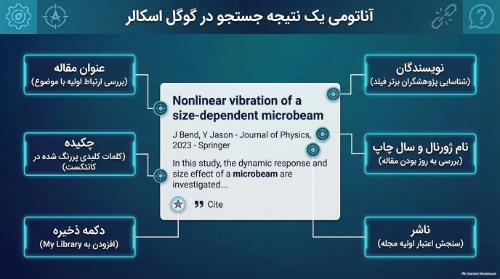 آناتومی یک نتیجه جستجو در گوگل اسکالر
نویسندگان
(شناسایی پژوهشگران برتر فیلد)
نام ژورنال و سال چاپ
(بررسی به روز بودن مقاله)
ناشر
(سنجش اعتبار اولیه مجله)
عنوان مقاله
(بررسی ارتباط اولیه با موضوع)
چکیده
(کلمات کلیدی پررنگ شده در
کانتکست)
دکمه ذخیره
(افزودن به My Library)
Nonlinear vibration of a
size-dependent microbeam
J Bend, Y Jason - Journal of Physics,
2023 - Springer
In this study, the dynamic response and
size effect of a microbeam are
investigated...
Cite